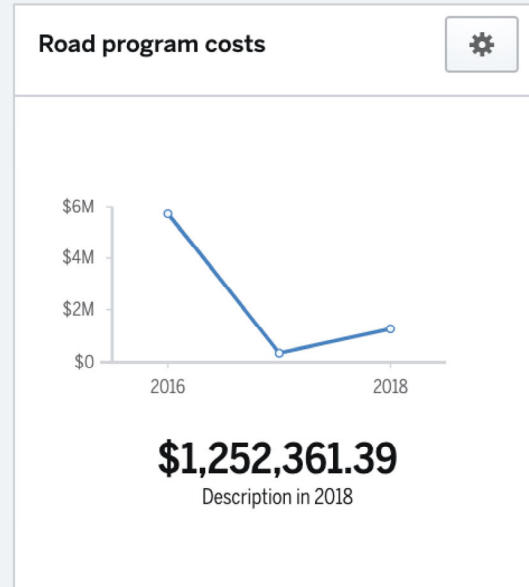 Road program costs
$6M
$4M
$2M
$0
2016 2018
$1,252,361.39
Description in 2018